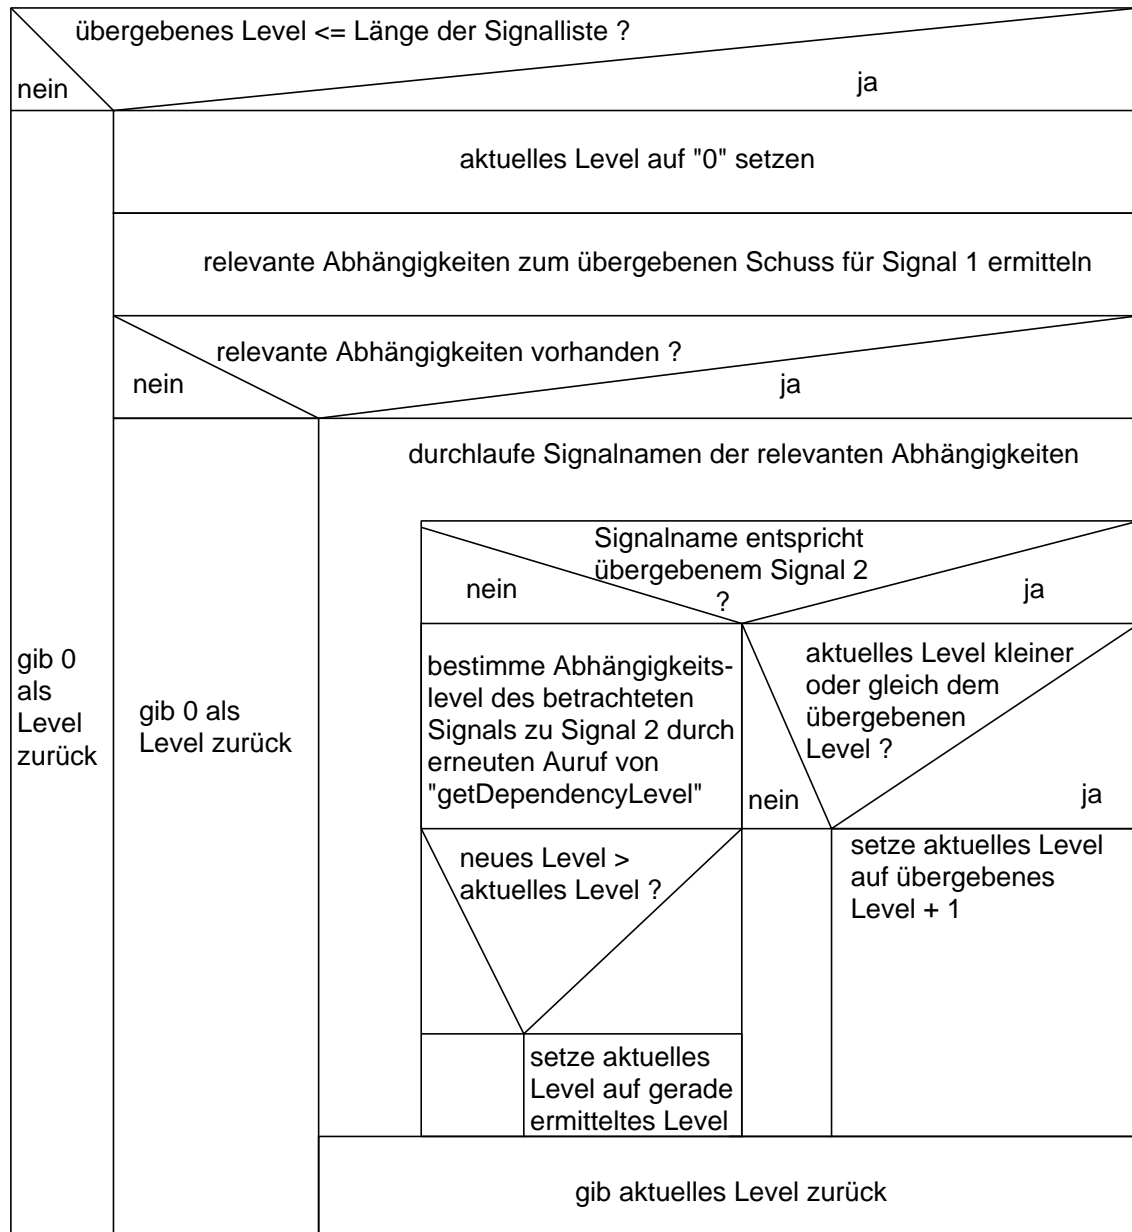 übergebenes Level <= Länge der Signalliste ?
nein
ja
aktuelles Level auf "0" setzen
relevante Abhängigkeiten zum übergebenen Schuss für Signal 1 ermitteln
relevante Abhängigkeiten vorhanden ?
nein
ja
durchlaufe Signalnamen der relevanten Abhängigkeiten
Signalname entspricht
übergebenem Signal 2
?
nein
ja
gib 0
als
Level
zurück
gib 0 als
Level zurück
bestimme Abhängigkeits-
level des betrachteten
Signals zu Signal 2 durch
erneuten Auruf von
"getDependencyLevel"
aktuelles Level kleiner
oder gleich dem
übergebenen
Level ?
nein
ja
neues Level >
aktuelles Level ?
setze aktuelles Level
auf übergebenes
Level + 1
setze aktuelles
Level auf gerade
ermitteltes Level
gib aktuelles Level zurück